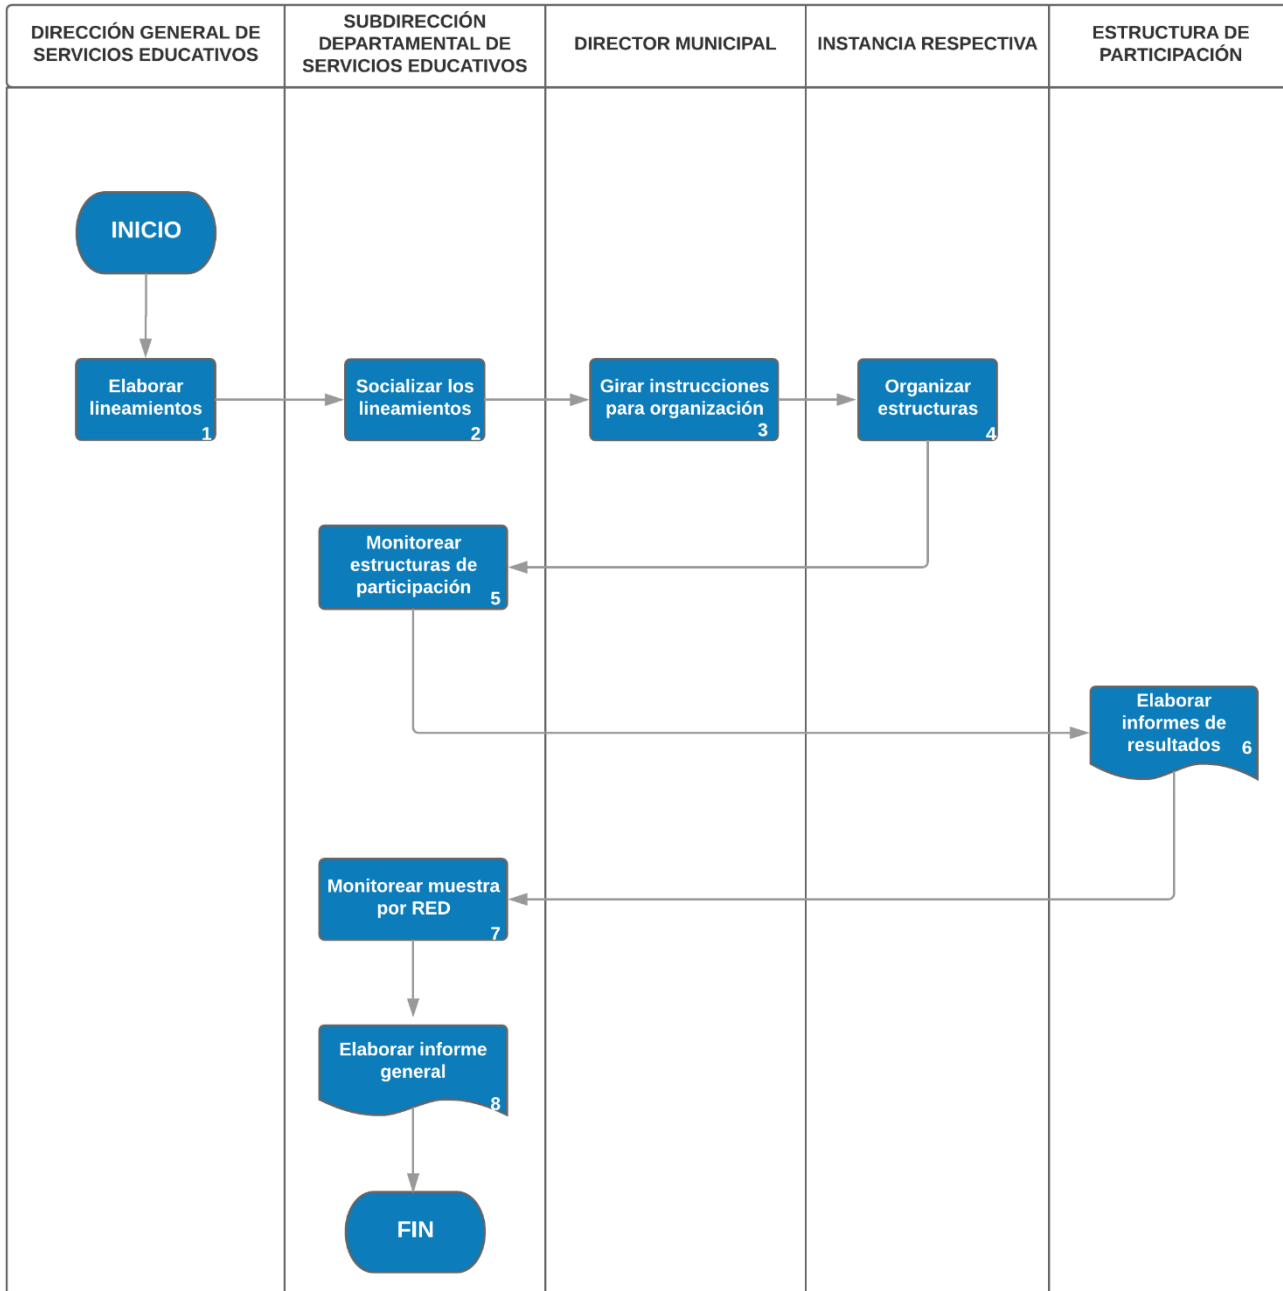 DIRECCIÓN GENERAL DE
SERVICIOS EDUCATIVOS
SUBDIRECCIÓN
DEPARTAMENTAL DE
SERVICIOS EDUCATIVOS
DIRECTOR MUNICIPAL
INSTANCIA RESPECTIVA
ESTRUCTURA DE
PARTICIPACIÓN
INICIO
Elaborar
lineamientos
1
Socializar los
lineamientos
2
Girar instrucciones
para organización
3
Organizar
estructuras
4
Monitorear
estructuras de
participación
5
Elaborar
informes de
resultados
6
Monitorear muestra
por RED
7
Elaborar informe
general
8
FIN